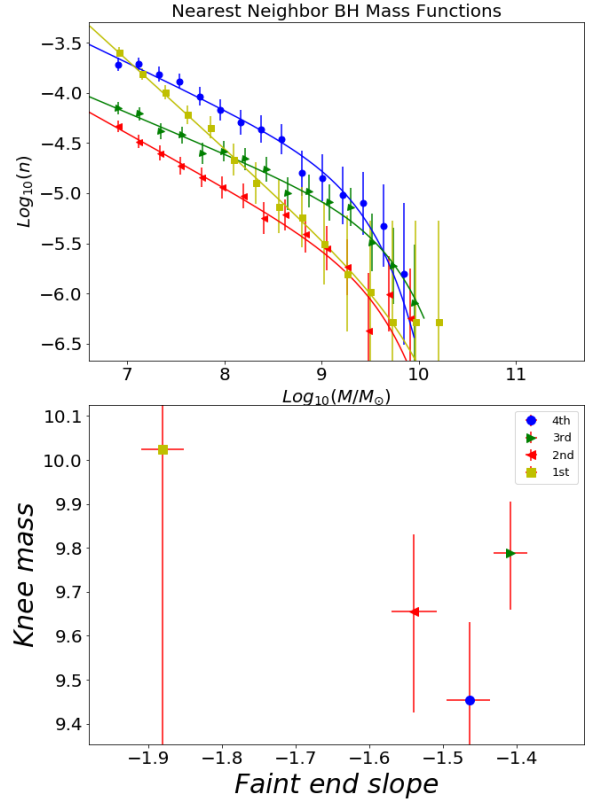 Nearest Neighbor BH Mass Functions
Log₁₀(n)
−3.5
−4.0
−4.5
−5.0
−5.5
−6.0
−6.5
7 8 9 10 11
Log₁₀(M/M☉)
Knee mass
10.1
10.0
9.9
9.8
9.7
9.6
9.5
9.4
4th
3rd
2nd
1st
−1.9 −1.8 −1.7 −1.6 −1.5 −1.4
Faint end slope